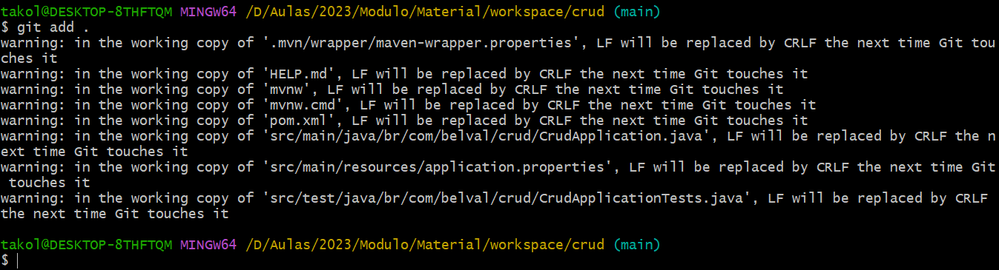 takol@DESKTOP-8THFTQM MINGW64 /D/Aulas/2023/Modulo/Material/workspace/crud (main)
$ git add .
warning: in the working copy of '.mvn/wrapper/maven-wrapper.properties', LF will be replaced by CRLF the next time Git tou
ches it
warning: in the working copy of 'HELP.md', LF will be replaced by CRLF the next time Git touches it
warning: in the working copy of 'mvnw', LF will be replaced by CRLF the next time Git touches it
warning: in the working copy of 'mvnw.cmd', LF will be replaced by CRLF the next time Git touches it
warning: in the working copy of 'pom.xml', LF will be replaced by CRLF the next time Git touches it
warning: in the working copy of 'src/main/java/br/com/belval/crud/CrudApplication.java', LF will be replaced by CRLF the n
ext time Git touches it
warning: in the working copy of 'src/main/resources/application.properties', LF will be replaced by CRLF the next time Git
 touches it
warning: in the working copy of 'src/test/java/br/com/belval/crud/CrudApplicationTests.java', LF will be replaced by CRLF
the next time Git touches it
takol@DESKTOP-8THFTQM MINGW64 /D/Aulas/2023/Modulo/Material/workspace/crud (main)
$